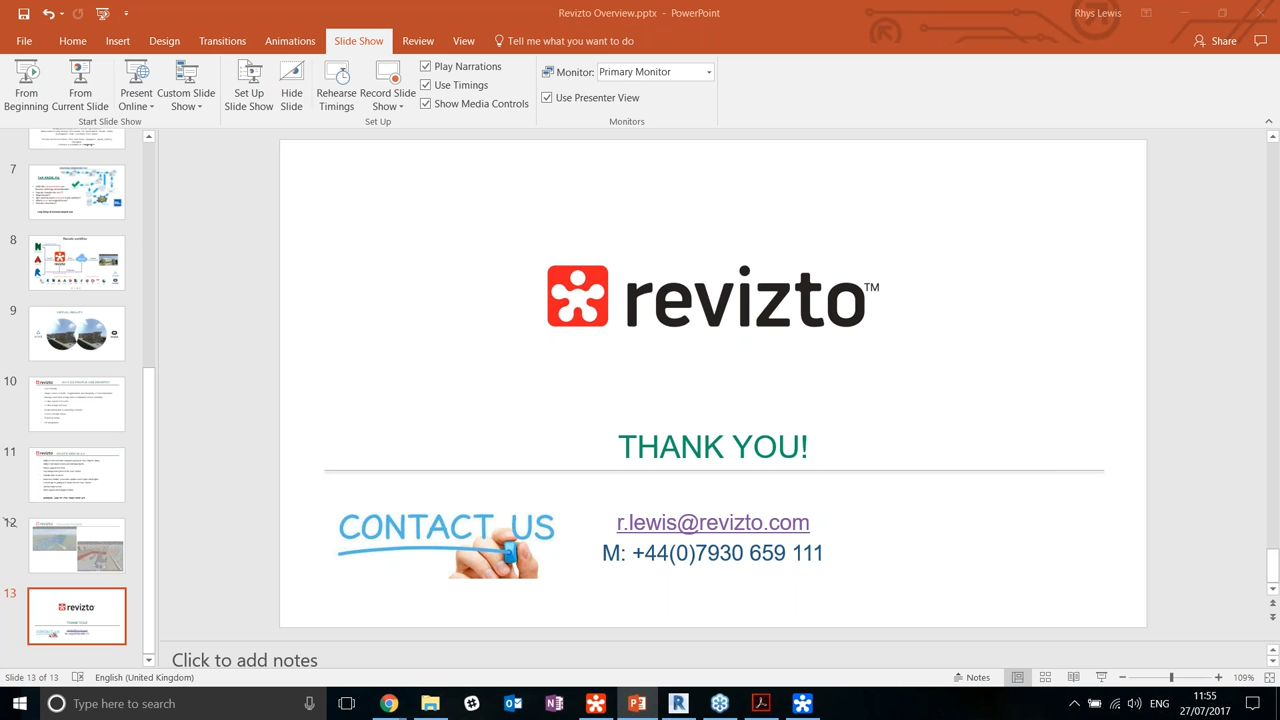 Revizto Overview.pptx - PowerPoint
Rhys Lewis
File Home Insert Design Transitions Animations Slide Show Review View Tell me what you want to do Share
From Beginning
From Current Slide
Present Online
Custom Slide Show
Start Slide Show
Set Up Slide Show
Hide Slide
Rehearse Timings
Record Slide Show
Play Narrations
Use Timings
Show Media Controls
Set Up
Monitor: Primary Monitor
Use Presenter View
Monitors
7
8
9
10
11
12
13
revizto
THANK YOU!
revizto™
THANK YOU!
CONTACT US
r.lewis@revizto.com
M: +44(0)7930 659 111
Click to add notes
Slide 13 of 13 English (United Kingdom) Notes 109%
Type here to search
ENG
11:55
27/07/2017